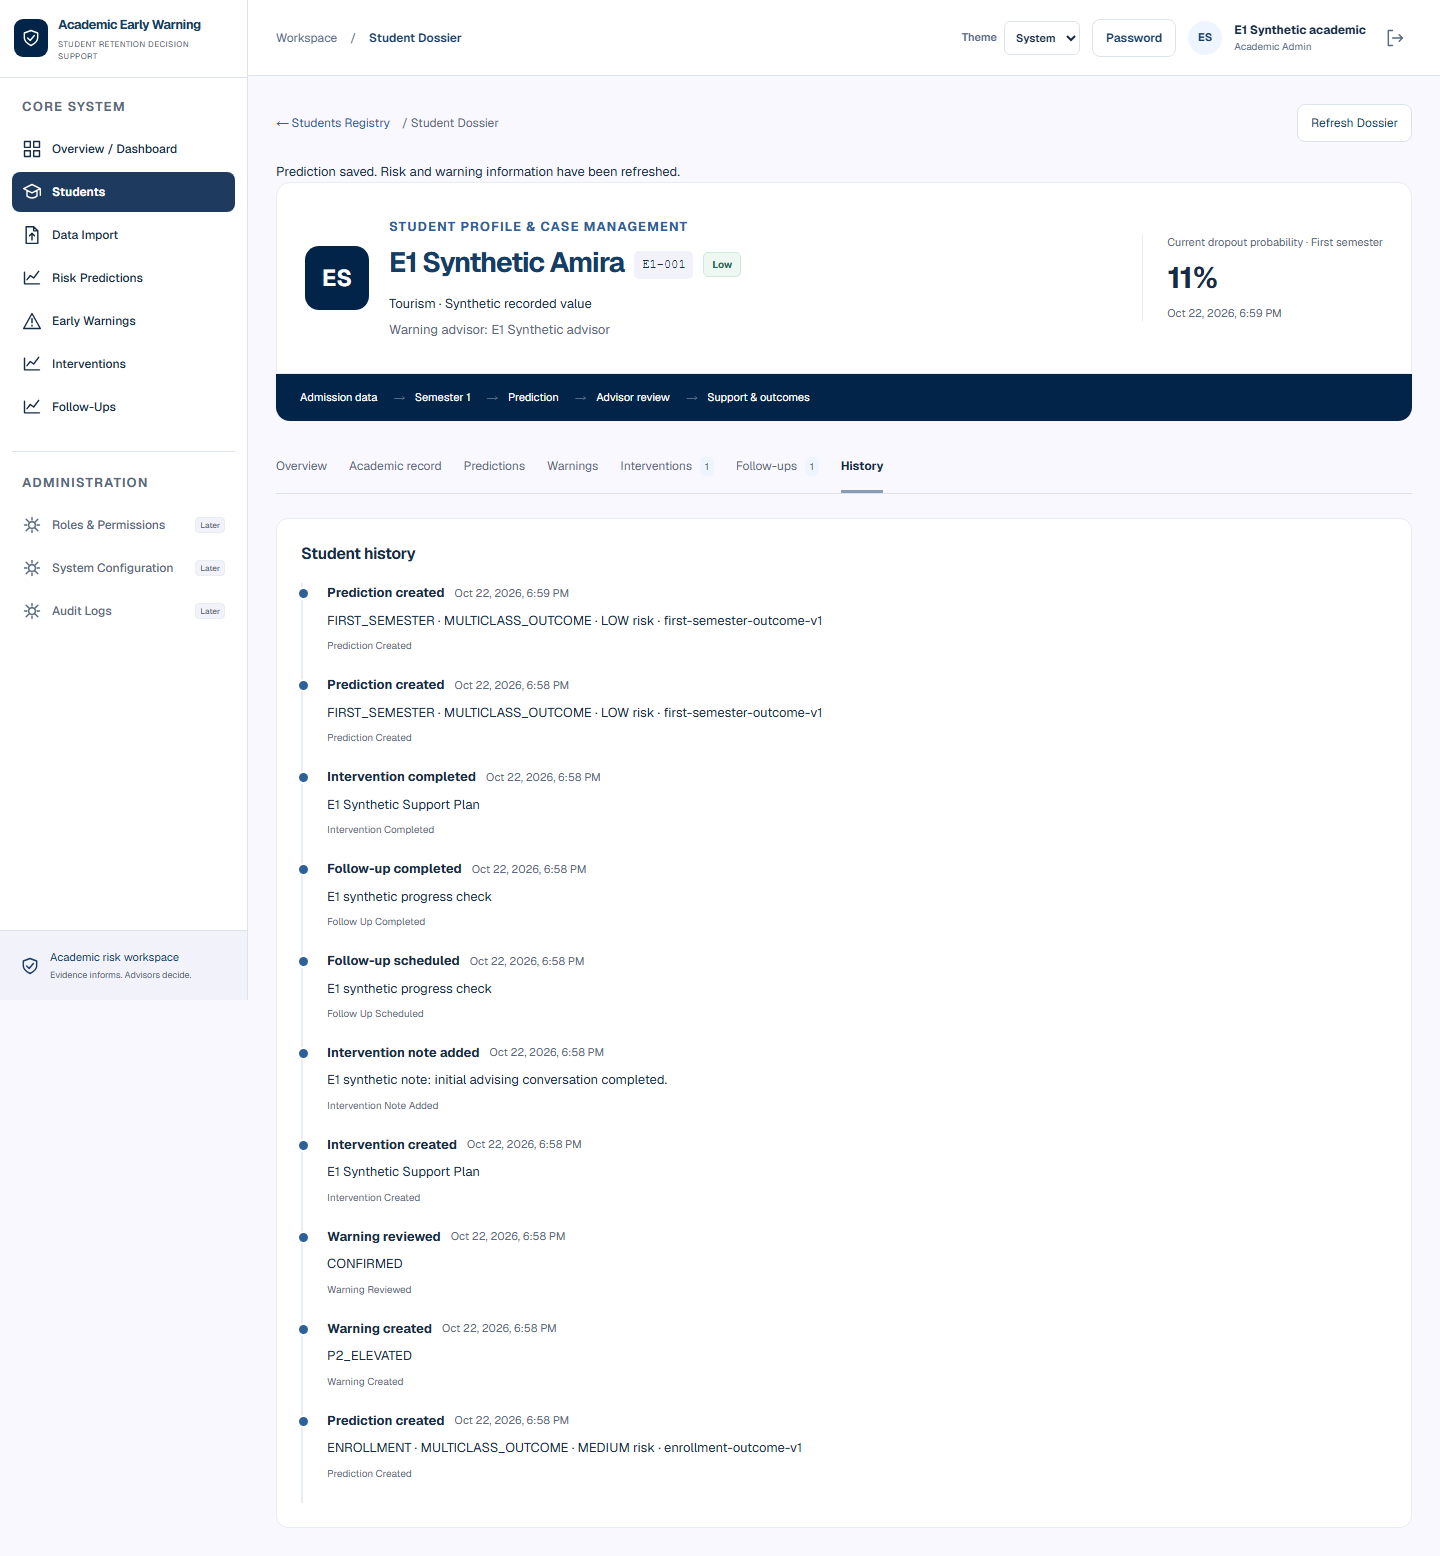 Academic Early Warning
STUDENT RETENTION DECISION
SUPPORT
CORE SYSTEM
Overview / Dashboard
Students
Data Import
Risk Predictions
Early Warnings
Interventions
Follow-Ups
ADMINISTRATION
Roles & Permissions Later
System Configuration Later
Audit Logs Later
Academic risk workspace
Evidence informs. Advisors decide.
Workspace / Student Dossier
Theme System Password ES E1 Synthetic academic
Academic Admin
← Students Registry / Student Dossier Refresh Dossier
Prediction saved. Risk and warning information have been refreshed.
ES
STUDENT PROFILE & CASE MANAGEMENT
E1 Synthetic Amira E1-001 Low
Tourism · Synthetic recorded value
Warning advisor: E1 Synthetic advisor
Current dropout probability · First semester
11%
Oct 22, 2026, 6:59 PM
Admission data → Semester 1 → Prediction → Advisor review → Support & outcomes
Overview Academic record Predictions Warnings Interventions 1 Follow-ups 1 History
Student history
Prediction created Oct 22, 2026, 6:59 PM
FIRST_SEMESTER · MULTICLASS_OUTCOME · LOW risk · first-semester-outcome-v1
Prediction Created
Prediction created Oct 22, 2026, 6:58 PM
FIRST_SEMESTER · MULTICLASS_OUTCOME · LOW risk · first-semester-outcome-v1
Prediction Created
Intervention completed Oct 22, 2026, 6:58 PM
E1 Synthetic Support Plan
Intervention Completed
Follow-up completed Oct 22, 2026, 6:58 PM
E1 synthetic progress check
Follow Up Completed
Follow-up scheduled Oct 22, 2026, 6:58 PM
E1 synthetic progress check
Follow Up Scheduled
Intervention note added Oct 22, 2026, 6:58 PM
E1 synthetic note: initial advising conversation completed.
Intervention Note Added
Intervention created Oct 22, 2026, 6:58 PM
E1 Synthetic Support Plan
Intervention Created
Warning reviewed Oct 22, 2026, 6:58 PM
CONFIRMED
Warning Reviewed
Warning created Oct 22, 2026, 6:58 PM
P2_ELEVATED
Warning Created
Prediction created Oct 22, 2026, 6:58 PM
ENROLLMENT · MULTICLASS_OUTCOME · MEDIUM risk · enrollment-outcome-v1
Prediction Created